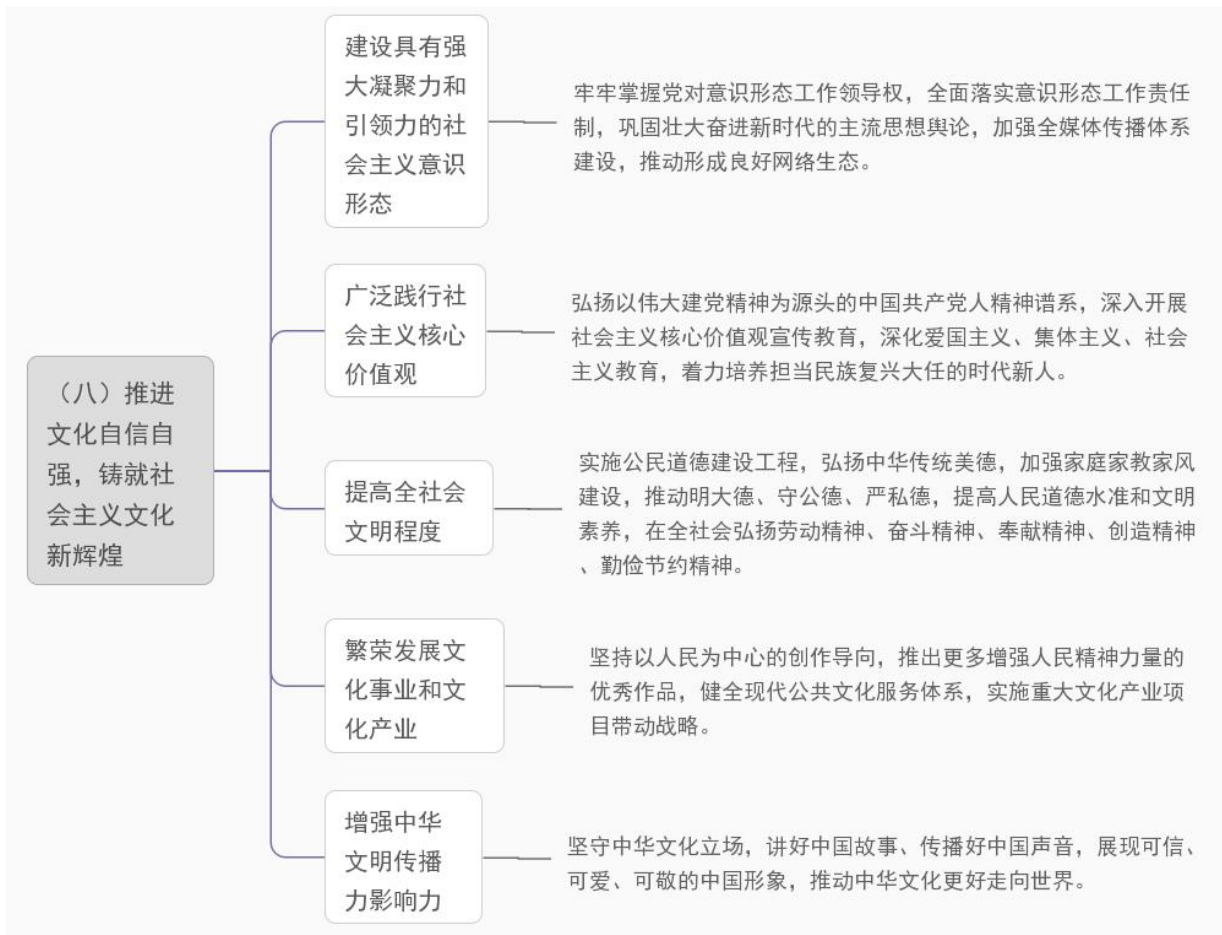 （八）推进
文化自信自
强，铸就社
会主义文化
新辉煌
建设具有强
大凝聚力和
引领力的社
会主义意识
形态
牢牢掌握党对意识形态工作领导权，全面落实意识形态工作责任
制，巩固壮大奋进新时代的主流思想舆论，加强全媒体传播体系
建设，推动形成良好网络生态。
广泛践行社
会主义核心
价值观
弘扬以伟大建党精神为源头的中国共产党人精神谱系，深入开展
社会主义核心价值观宣传教育，深化爱国主义、集体主义、社会
主义教育，着力培养担当民族复兴大任的时代新人。
提高全社会
文明程度
实施公民道德建设工程，弘扬中华传统美德，加强家庭家教家风
建设，推动明大德、守公德、严私德，提高人民道德水准和文明
素养，在全社会弘扬劳动精神、奋斗精神、奉献精神、创造精神
、勤俭节约精神。
繁荣发展文
化事业和文
化产业
坚持以人民为中心的创作导向，推出更多增强人民精神力量的
优秀作品，健全现代公共文化服务体系，实施重大文化产业项
目带动战略。
增强中华
文明传播
力影响力
坚守中华文化立场，讲好中国故事、传播好中国声音，展现可信、
可爱、可敬的中国形象，推动中华文化更好走向世界。